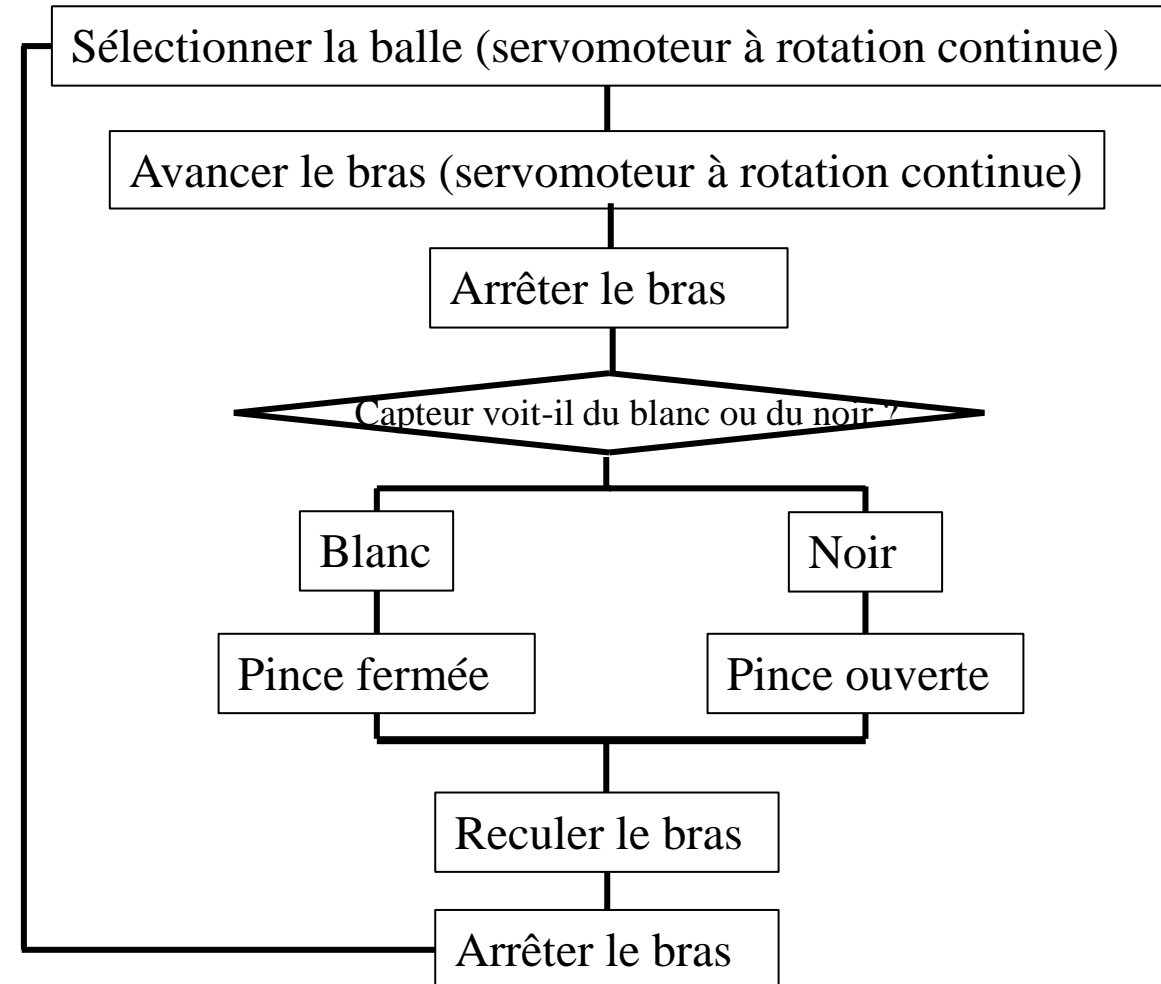 Sélectionner la balle (servomoteur à rotation continue)
Avancer le bras (servomoteur à rotation continue)
Arrêter le bras
Capteur voit-il du blanc ou du noir ?
Blanc
Noir
Pince fermée
Pince ouverte
Reculer le bras
Arrêter le bras